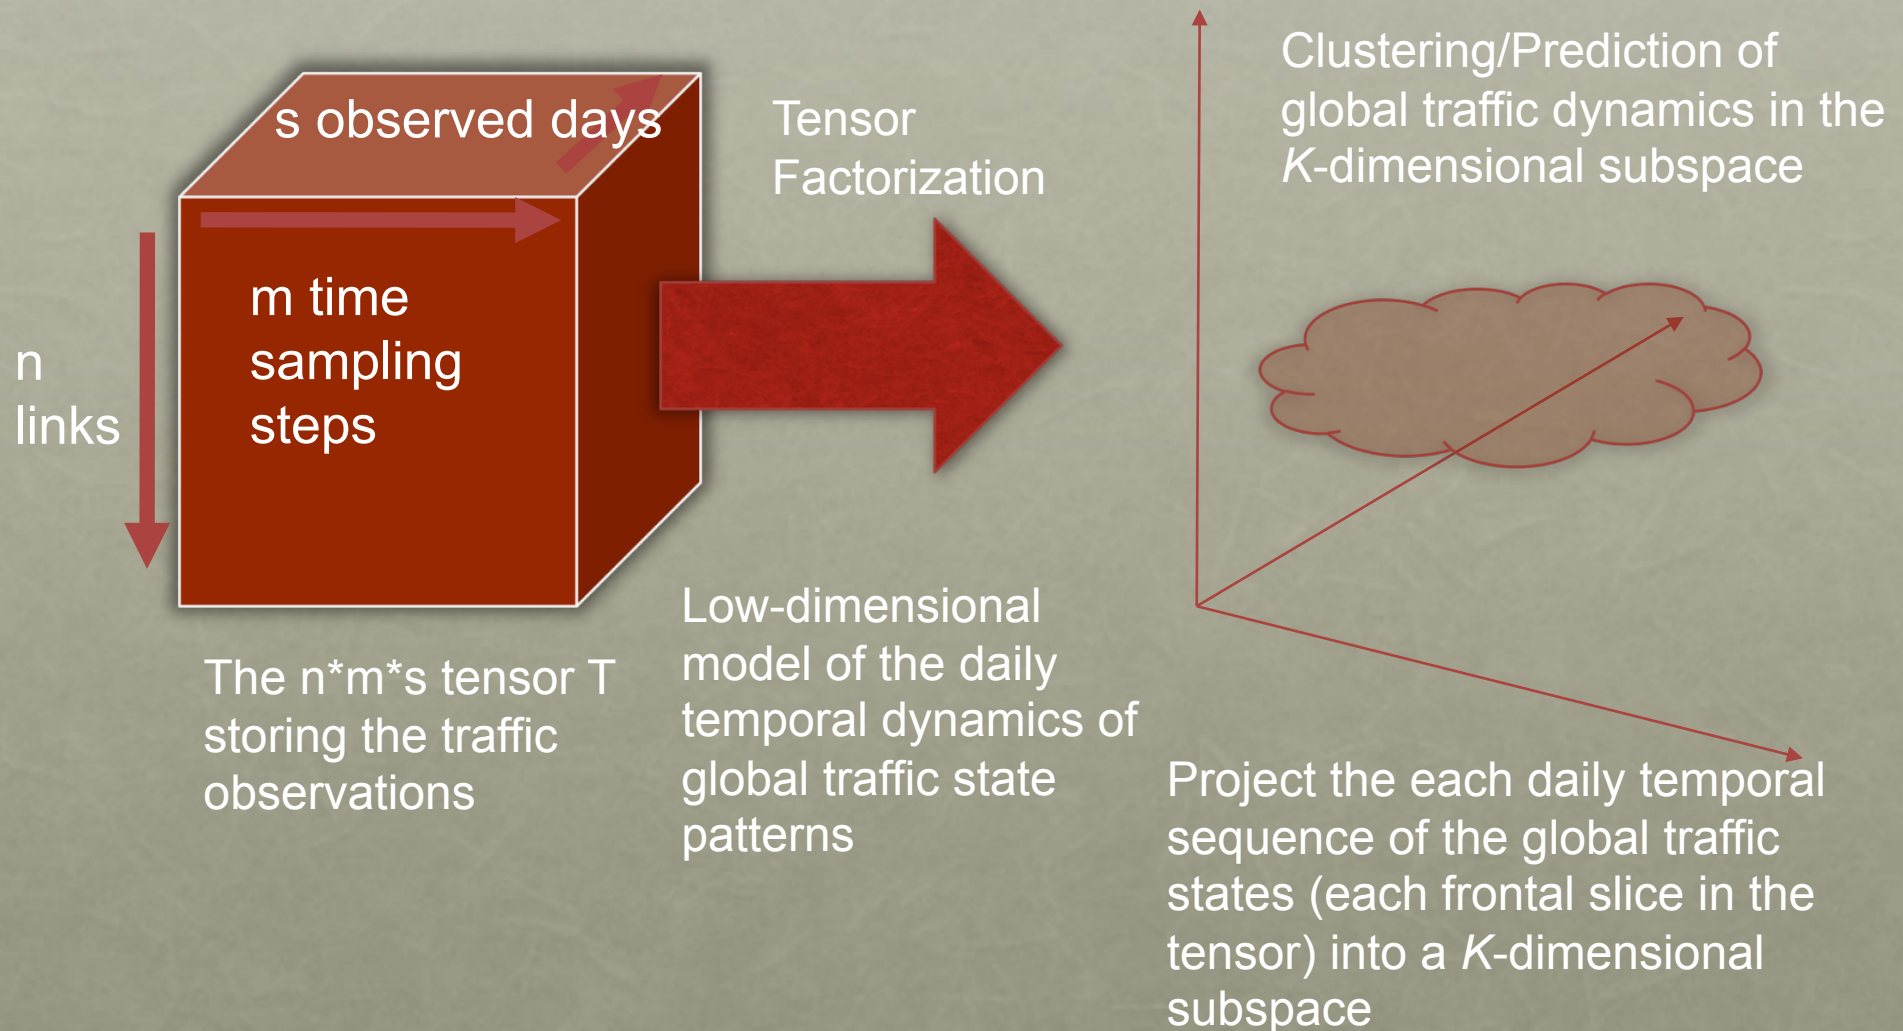 s observed days
m time
sampling
steps
n
links
The n*m*s tensor T
storing the traffic
observations
Tensor
Factorization
Low-dimensional
model of the daily
temporal dynamics of
global traffic state
patterns
Clustering/Prediction of
global traffic dynamics in the
K-dimensional subspace
Project the each daily temporal
sequence of the global traffic
states (each frontal slice in the
tensor) into a K-dimensional
subspace